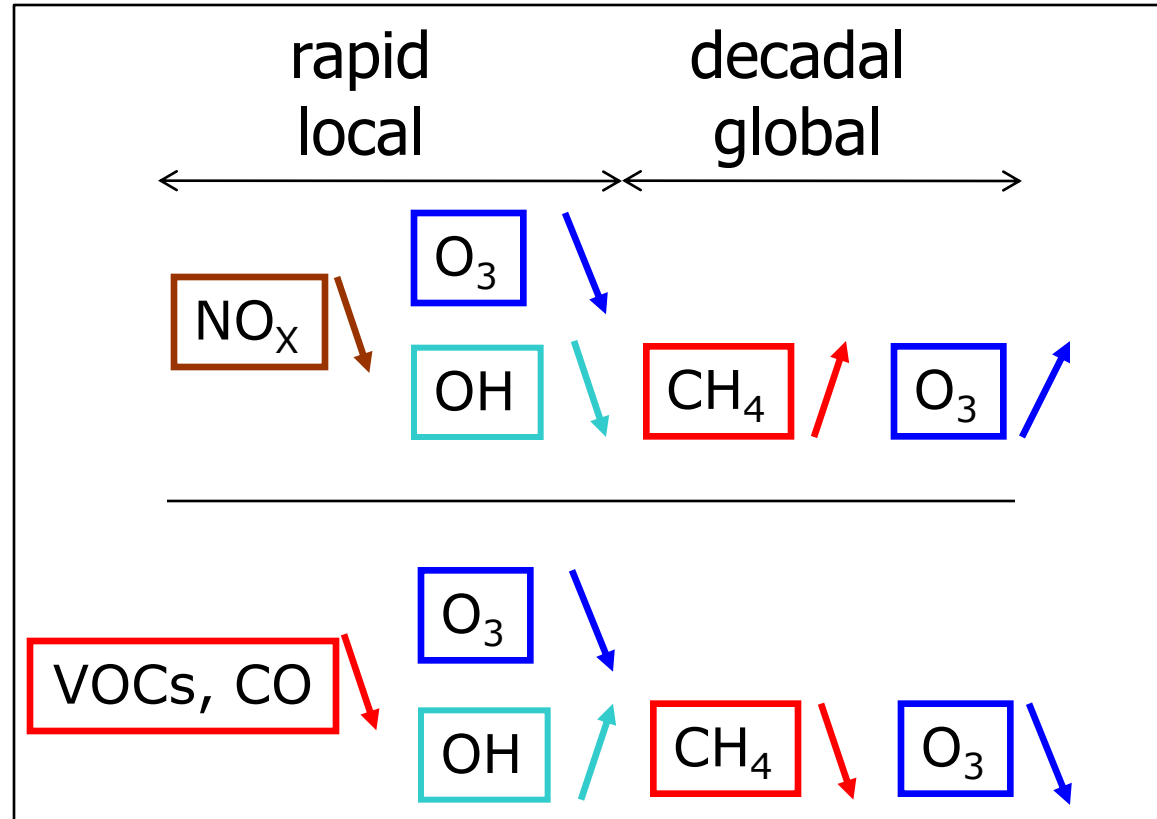 rapid decadal
local global
O₃
NOₓ
OH CH₄ O₃
O₃
VOCs, CO
OH CH₄ O₃